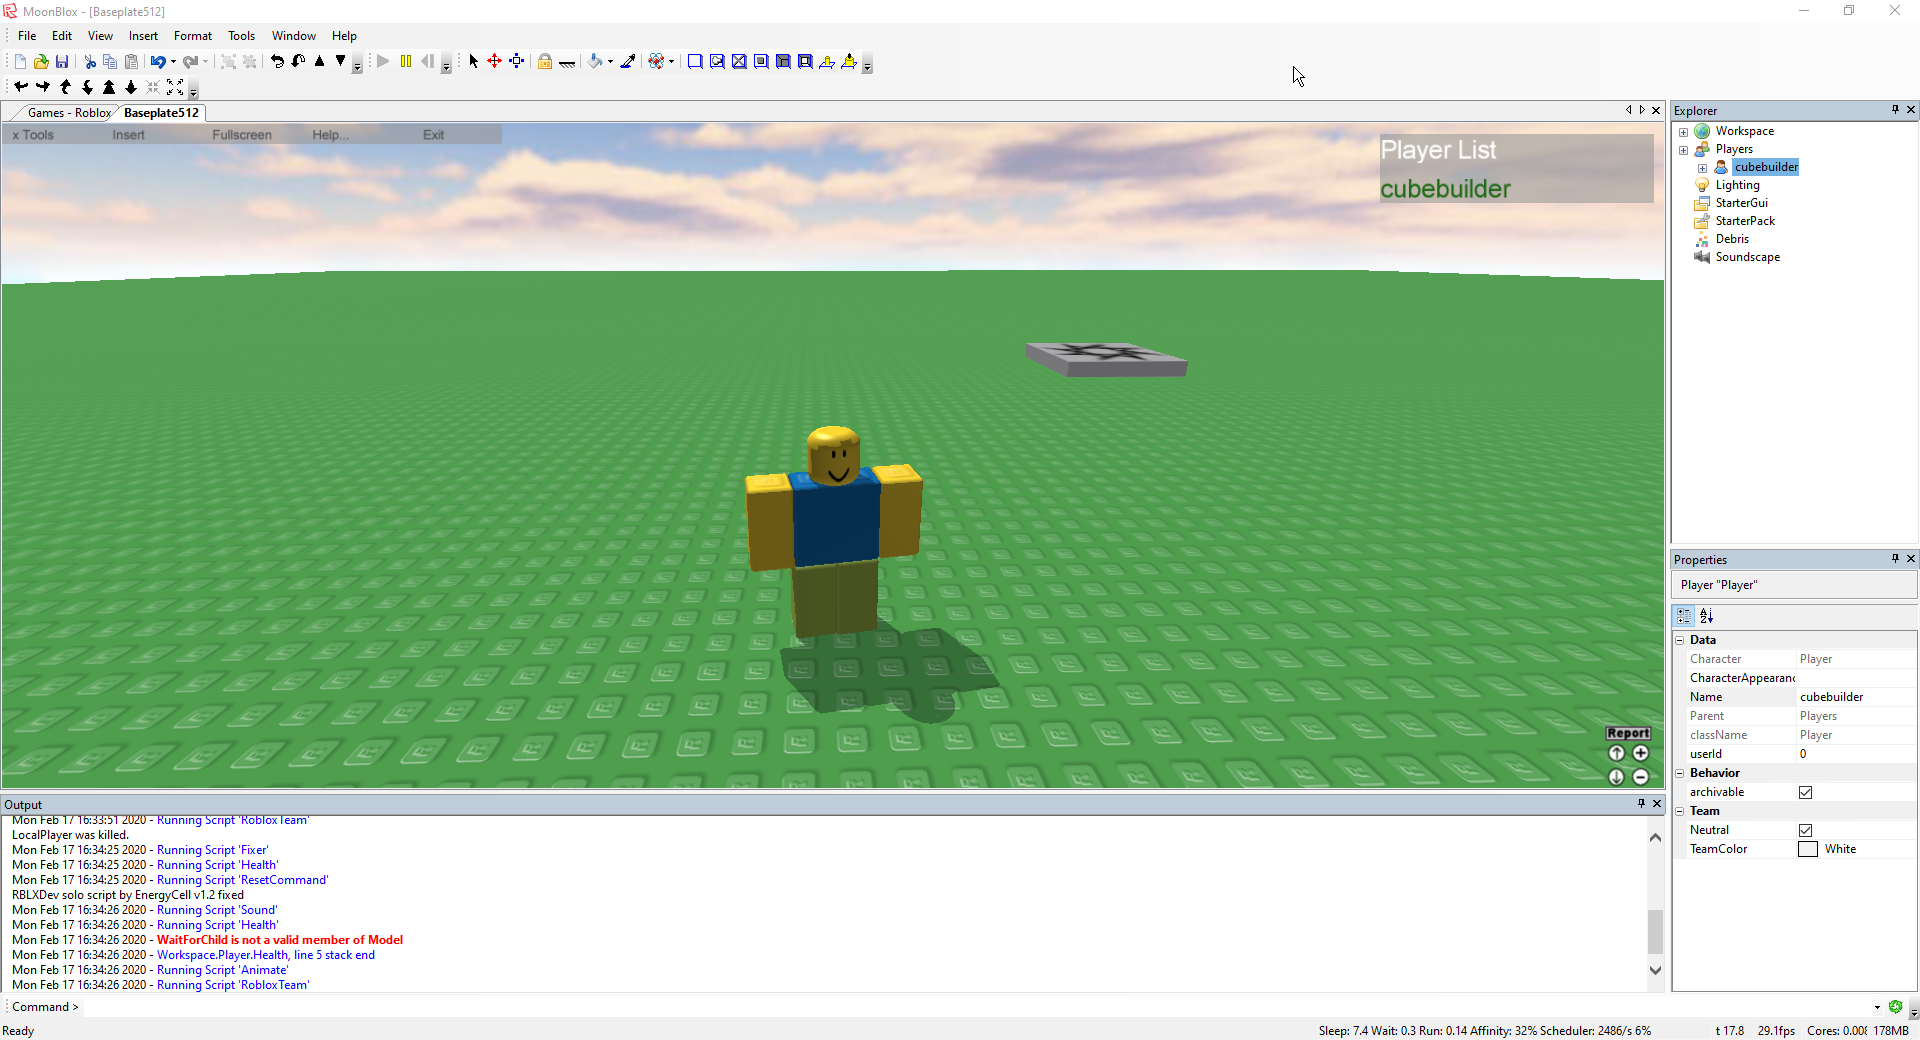 MoonBlox - [Baseplate512]
File Edit View Insert Format Tools Window Help
Games - Roblox Baseplate512
x Tools Insert Fullscreen Help... Exit
Player List
cubebuilder
Report
Explorer
Workspace
Players
cubebuilder
Lighting
StarterGui
StarterPack
Debris
Soundscape
Properties
Player "Player"
Data
Character Player
CharacterAppearanc
Name cubebuilder
Parent Players
className Player
userId 0
Behavior
archivable
Team
Neutral
TeamColor White
Output
Mon Feb 17 16:33:51 2020 - Running Script 'RobloxTeam'
LocalPlayer was killed.
Mon Feb 17 16:34:25 2020 - Running Script 'Fixer'
Mon Feb 17 16:34:25 2020 - Running Script 'Health'
Mon Feb 17 16:34:25 2020 - Running Script 'ResetCommand'
RBLXDev solo script by EnergyCell v1.2 fixed
Mon Feb 17 16:34:26 2020 - Running Script 'Sound'
Mon Feb 17 16:34:26 2020 - Running Script 'Health'
Mon Feb 17 16:34:26 2020 - WaitForChild is not a valid member of Model
Mon Feb 17 16:34:26 2020 - Workspace.Player.Health, line 5 stack end
Mon Feb 17 16:34:26 2020 - Running Script 'Animate'
Mon Feb 17 16:34:26 2020 - Running Script 'RobloxTeam'
Command >
Ready
Sleep: 7.4 Wait: 0.3 Run: 0.14 Affinity: 32% Scheduler: 2486/s 6% t 17.8 29.1fps Cores: 0.008 178MB